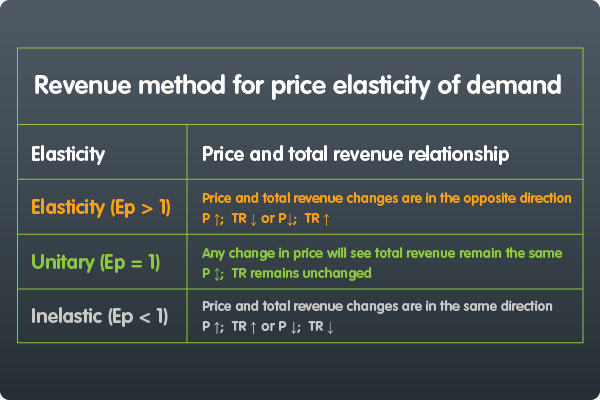 Revenue method for price elasticity of demand
Elasticity
Price and total revenue relationship
Elasticity (Ep > 1)
Price and total revenue changes are in the opposite direction
P ↑; TR ↓ or P↓; TR ↑
Unitary (Ep = 1)
Any change in price will see total revenue remain the same
P ↕; TR remains unchanged
Inelastic (Ep < 1)
Price and total revenue changes are in the same direction
P ↑; TR ↑ or P ↓; TR ↓